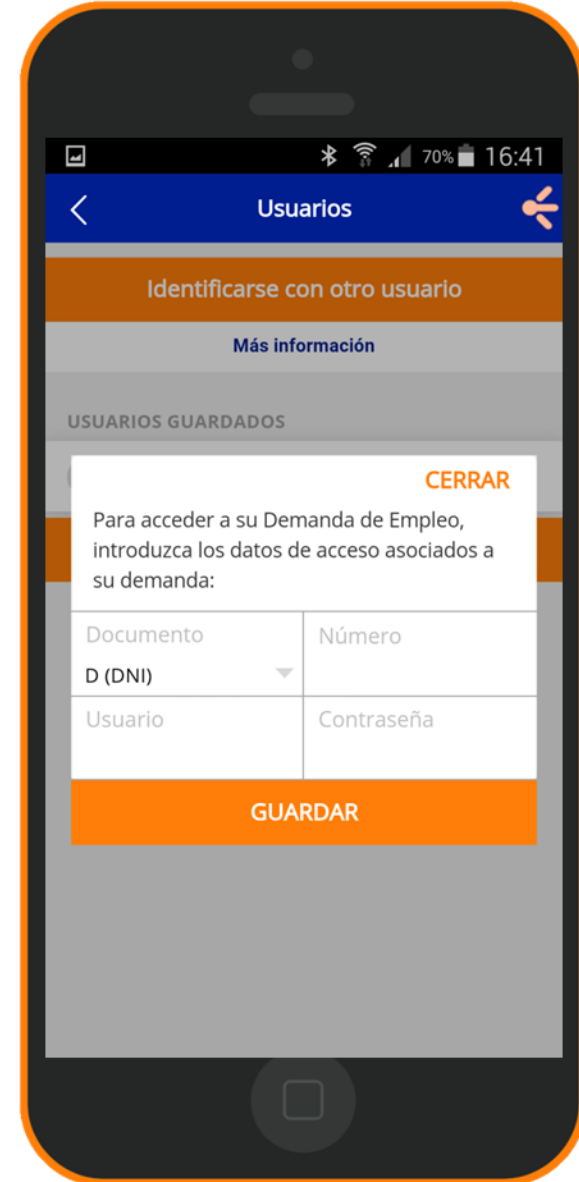 70% 16:41
Usuarios
Identificarse con otro usuario
Más información
USUARIOS GUARDADOS
CERRAR
Para acceder a su Demanda de Empleo,
introduzca los datos de acceso asociados a
su demanda:
Documento Número
D (DNI)
Usuario Contraseña
GUARDAR